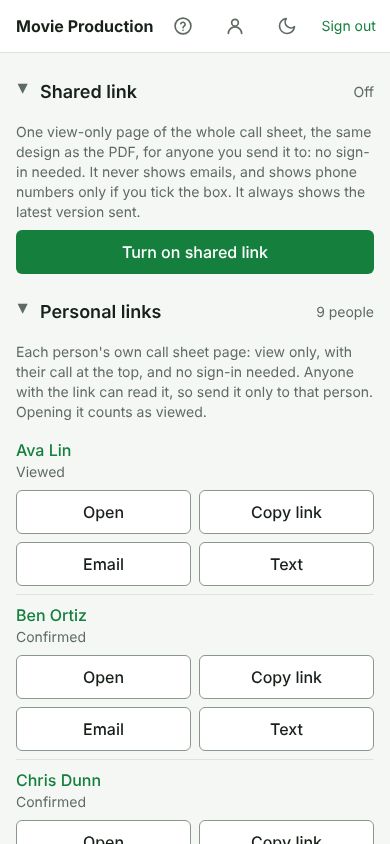 Movie Production
Sign out
Shared link
Off
One view-only page of the whole call sheet, the same
design as the PDF, for anyone you send it to: no sign-
in needed. It never shows emails, and shows phone
numbers only if you tick the box. It always shows the
latest version sent.
Turn on shared link
Personal links
9 people
Each person's own call sheet page: view only, with
their call at the top, and no sign-in needed. Anyone
with the link can read it, so send it only to that person.
Opening it counts as viewed.
Ava Lin
Viewed
Open
Copy link
Email
Text
Ben Ortiz
Confirmed
Open
Copy link
Email
Text
Chris Dunn
Confirmed
Open
Copy link